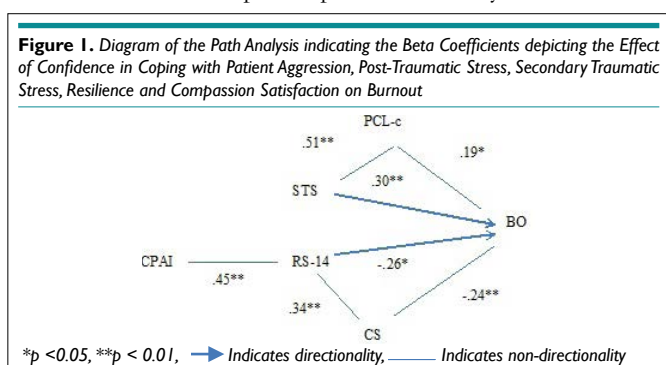 Figure 1. Diagram of the Path Analysis indicating the Beta Coefficients depicting the Effect
of Confidence in Coping with Patient Aggression, Post-Traumatic Stress, Secondary Traumatic
Stress, Resilience and Compassion Satisfaction on Burnout
PCL-c
.51**
.19*
.30**
STS
BO
CPAI
RS-14
-.26*
.45**
.34**
-.24**
CS
*p <0.05, **p < 0.01, Indicates directionality, Indicates non-directionality